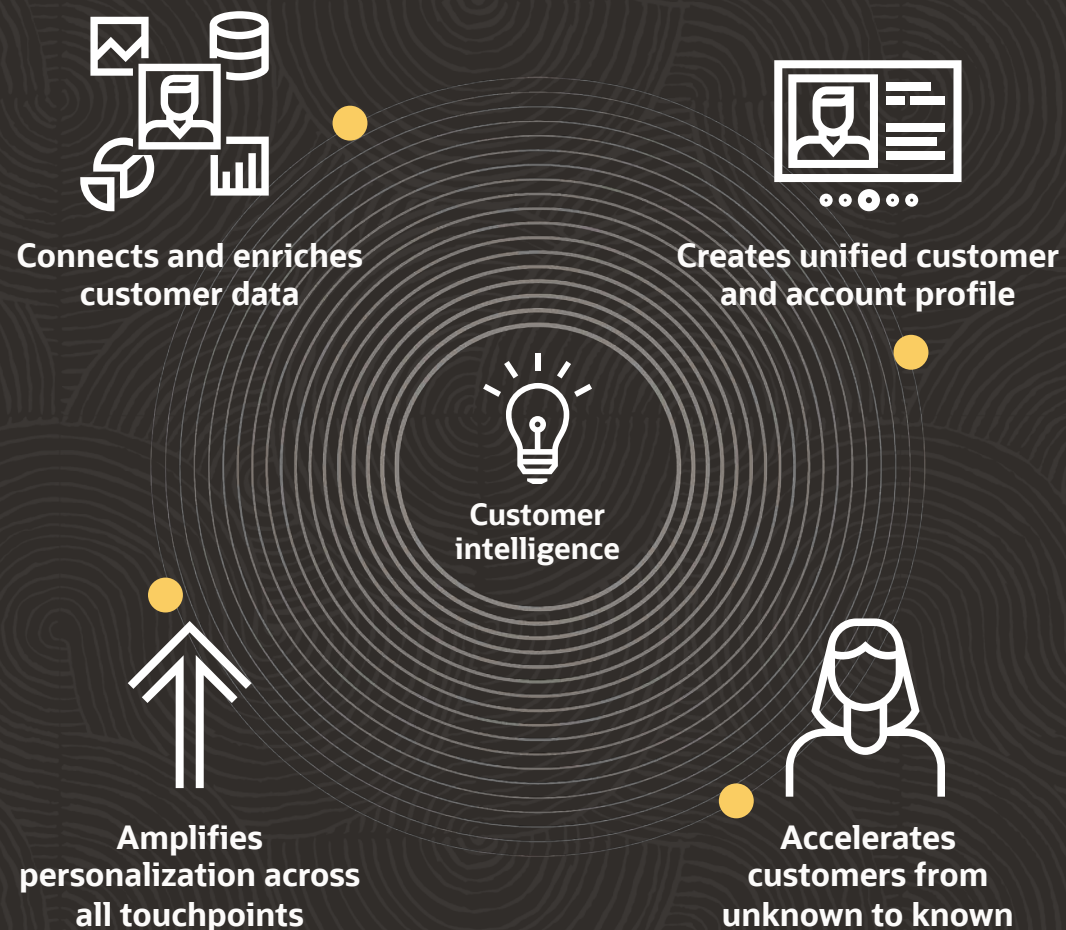 Connects and enriches
customer data
Creates unified customer
and account profile
Customer
intelligence
Amplifies
personalization across
all touchpoints
Accelerates
customers from
unknown to known